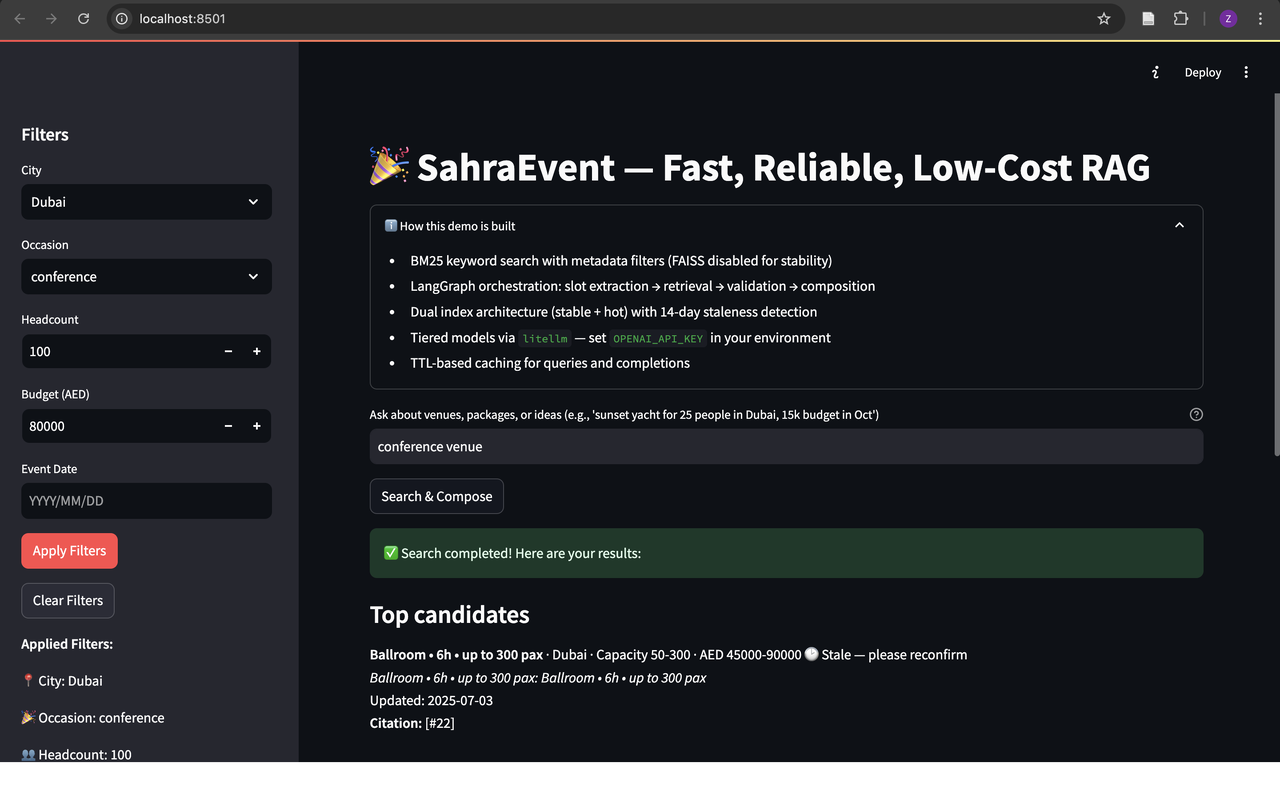 localhost:8501
Z
Deploy
Filters
City
Dubai
Occasion
conference
Headcount
100
Budget (AED)
80000
Event Date
YYYY/MM/DD
Apply Filters
Clear Filters
Applied Filters:
📍 City: Dubai
🎉 Occasion: conference
👥 Headcount: 100
🎉 SahraEvent — Fast, Reliable, Low-Cost RAG
ℹ️ How this demo is built
• BM25 keyword search with metadata filters (FAISS disabled for stability)
• LangGraph orchestration: slot extraction → retrieval → validation → composition
• Dual index architecture (stable + hot) with 14-day staleness detection
• Tiered models via litellm — set OPENAI_API_KEY in your environment
• TTL-based caching for queries and completions
Ask about venues, packages, or ideas (e.g., 'sunset yacht for 25 people in Dubai, 15k budget in Oct')
conference venue
Search & Compose
✅ Search completed! Here are your results:
Top candidates
Ballroom • 6h • up to 300 pax · Dubai · Capacity 50-300 · AED 45000-90000 🕒 Stale — please reconfirm
Ballroom • 6h • up to 300 pax: Ballroom • 6h • up to 300 pax
Updated: 2025-07-03
Citation: [#22]